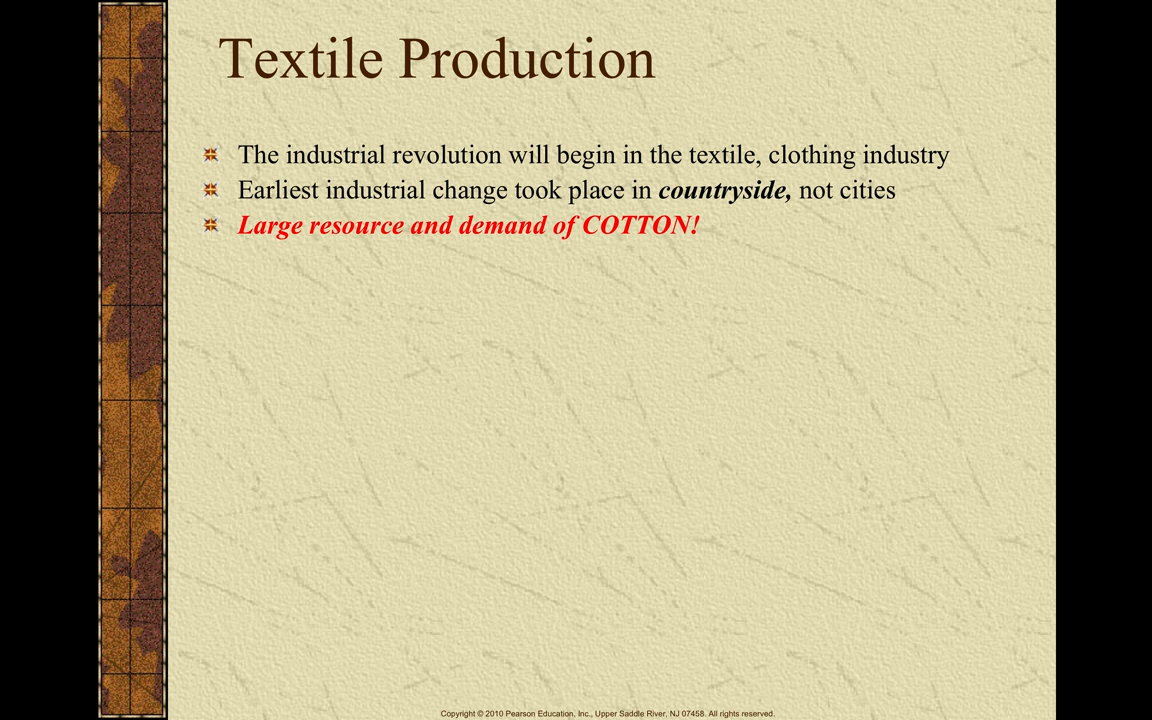 Textile Production
The industrial revolution will begin in the textile, clothing industry
Earliest industrial change took place in countryside, not cities
Large resource and demand of COTTON!
Copyright © 2010 Pearson Education, Inc., Upper Saddle River, NJ 07458. All rights reserved.